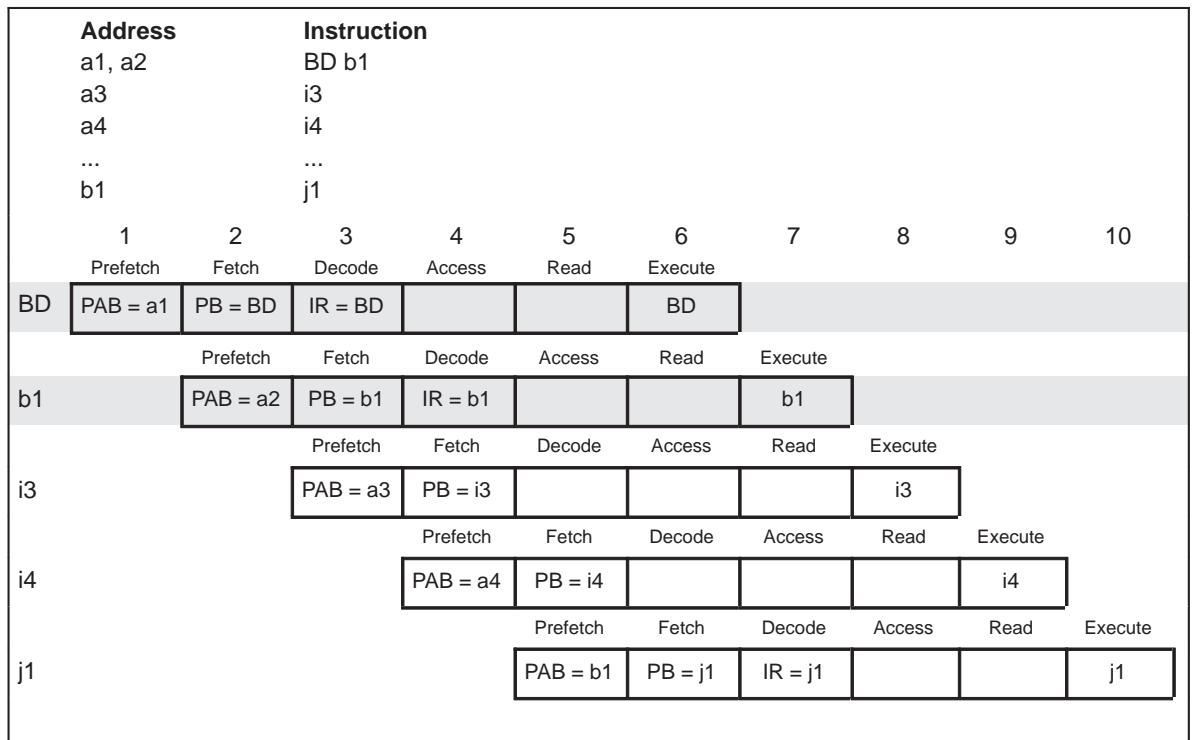 Address Instruction
a1, a2 BD b1
a3 i3
a4 i4
... ...
b1 j1
1 2 3 4 5 6 7 8 9 10
Prefetch Fetch Decode Access Read Execute
BD PAB = a1 PB = BD IR = BD BD
Prefetch Fetch Decode Access Read Execute
b1 PAB = a2 PB = b1 IR = b1 b1
Prefetch Fetch Decode Access Read Execute
i3 PAB = a3 PB = i3 i3
Prefetch Fetch Decode Access Read Execute
i4 PAB = a4 PB = i4 i4
Prefetch Fetch Decode Access Read Execute
j1 PAB = b1 PB = j1 IR = j1 j1